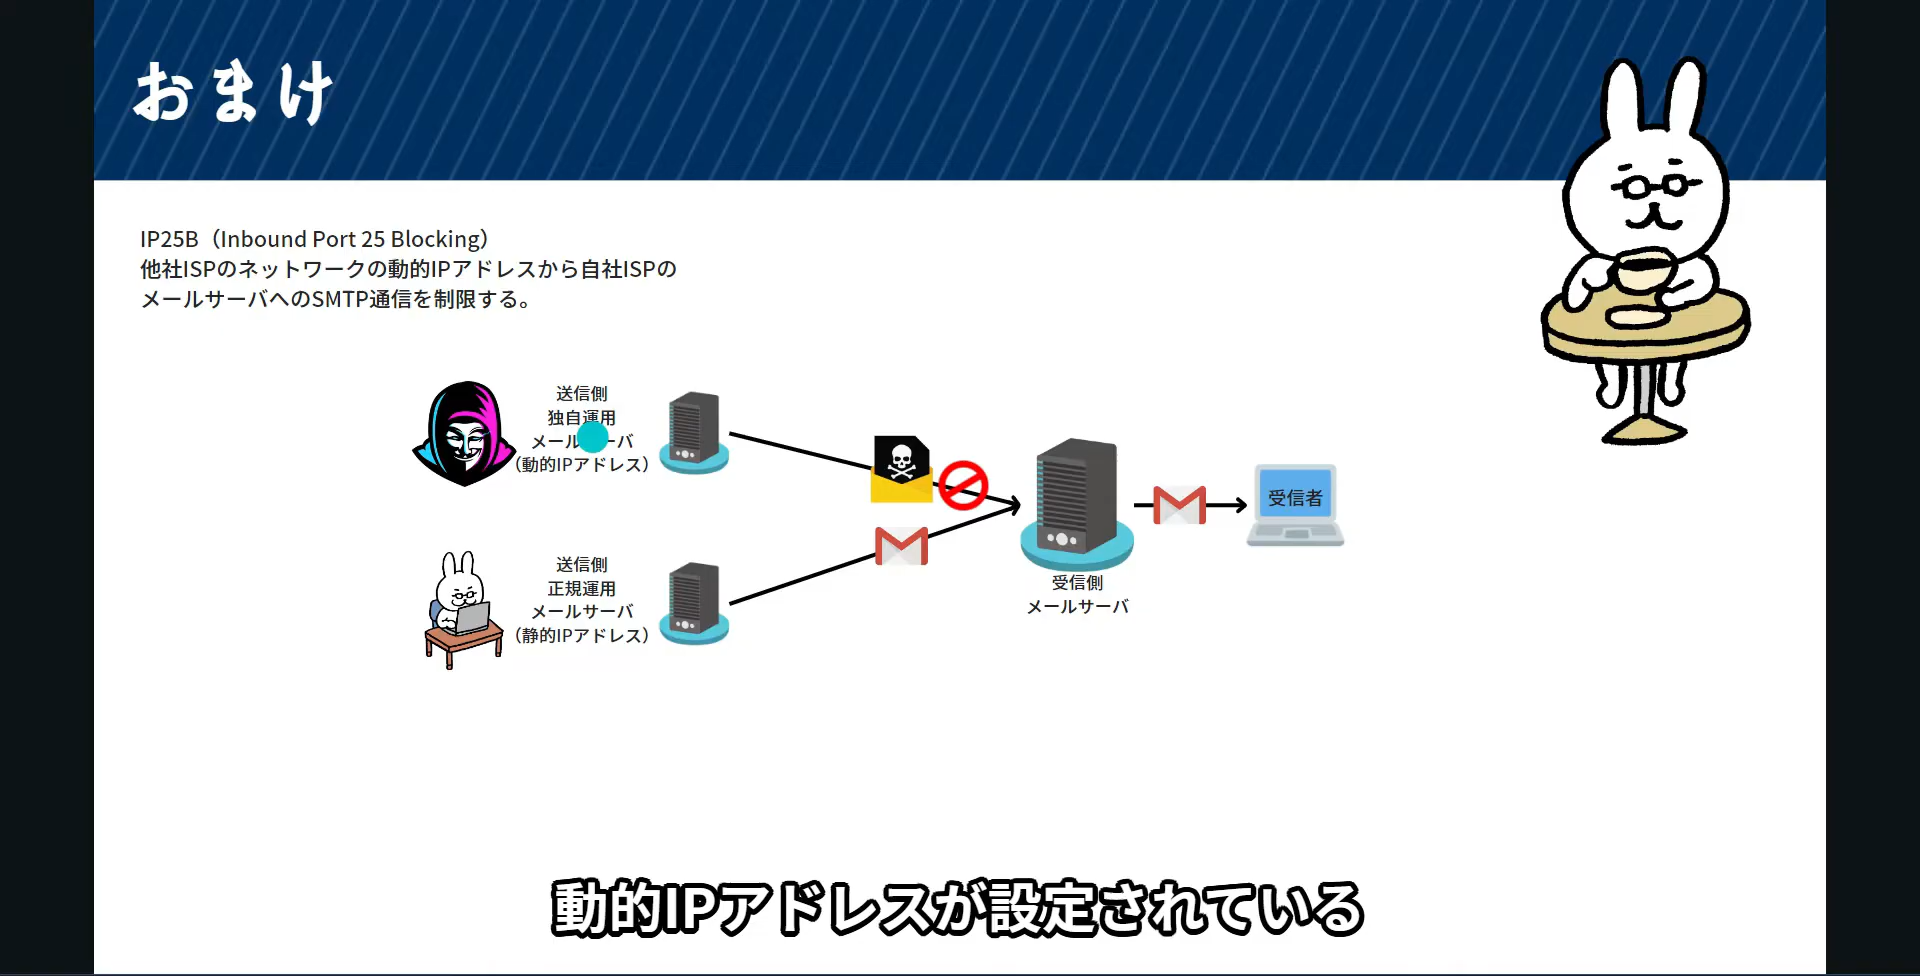 おまけ
IP25B（Inbound Port 25 Blocking）
他社ISPのネットワークの動的IPアドレスから自社ISPの
メールサーバへのSMTP通信を制限する。
送信側
独自運用
メールサーバ
（動的IPアドレス）
送信側
正規運用
メールサーバ
（静的IPアドレス）
受信側
メールサーバ
受信者
動的IPアドレスが設定されている